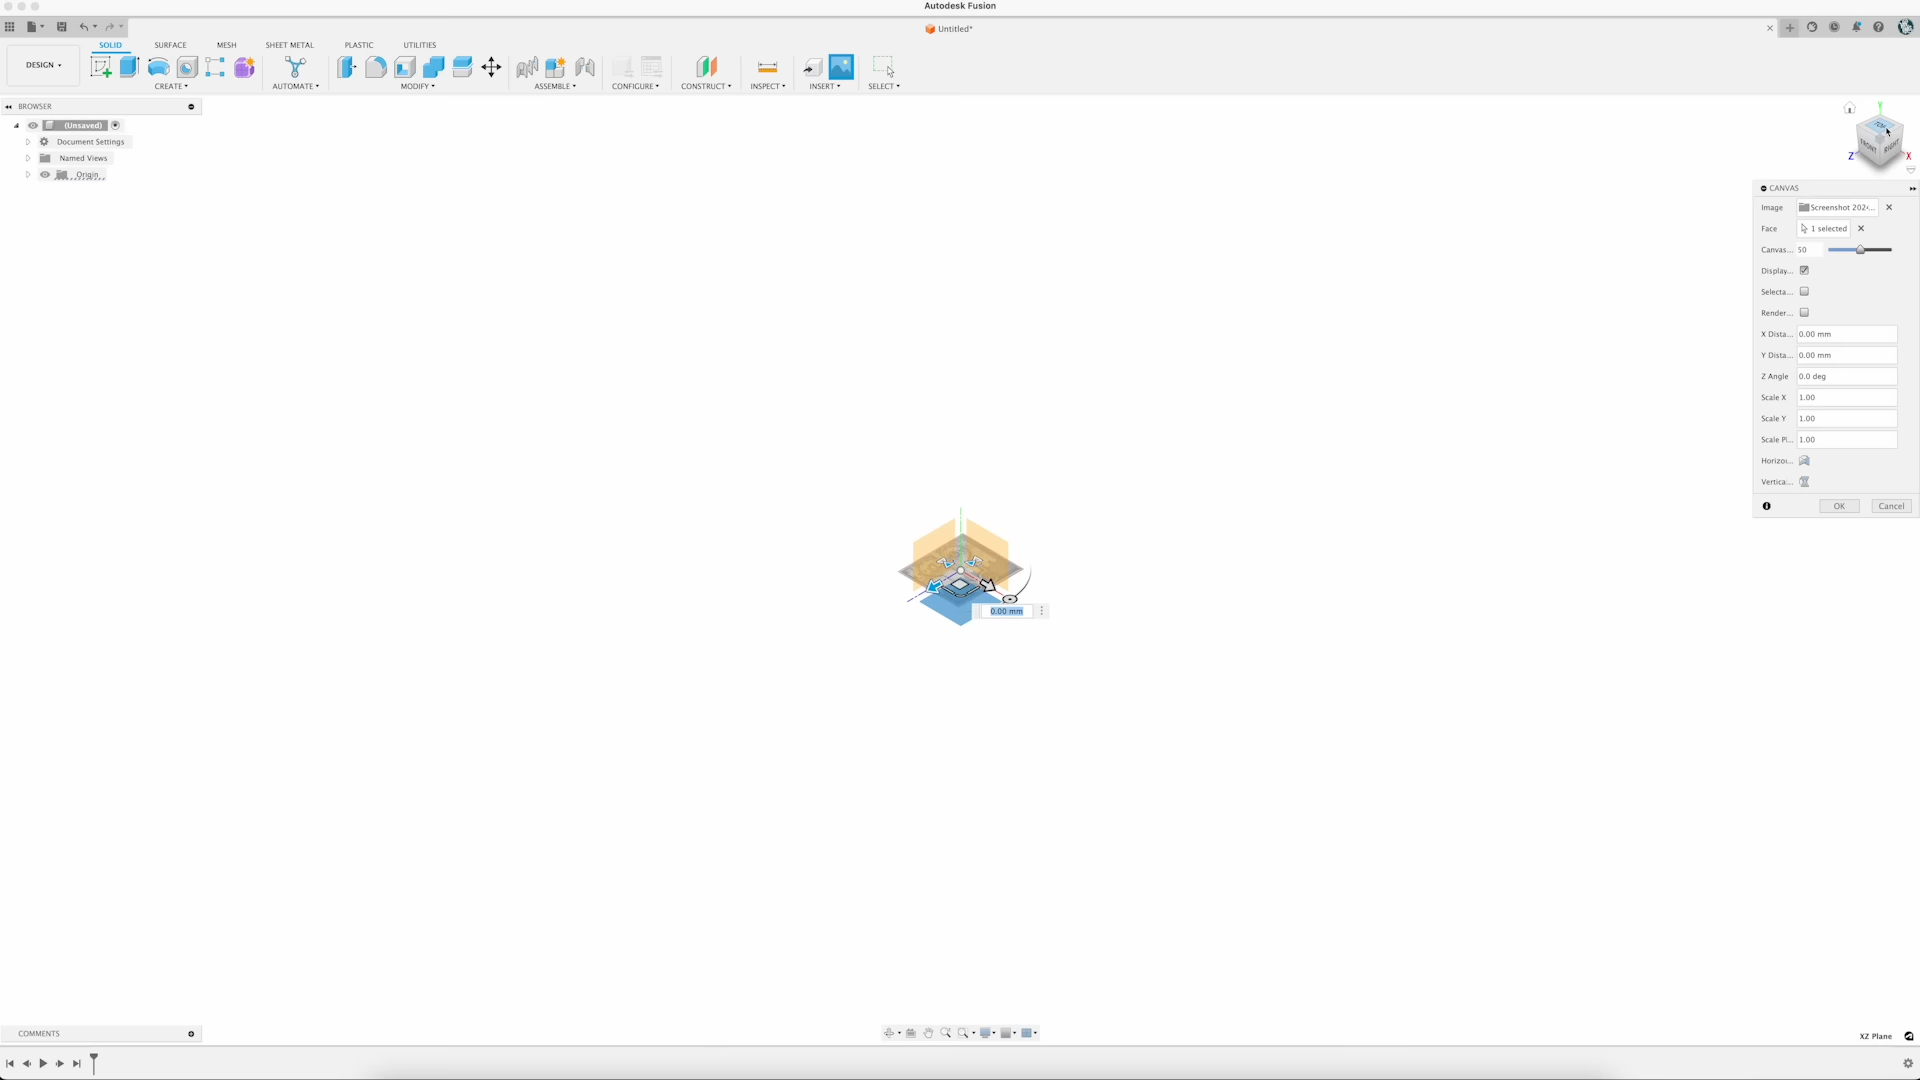 Autodesk Fusion
Untitled*
DESIGN
SOLID
SURFACE
MESH
SHEET METAL
PLASTIC
UTILITIES
CREATE
AUTOMATE
MODIFY
ASSEMBLE
CONFIGURE
CONSTRUCT
INSPECT
INSERT
SELECT
BROWSER
(Unsaved)
Document Settings
Named Views
Origin
Y
TOP
FRONT
RIGHT
Z
X
CANVAS
Image Screenshot 202...
Face 1 selected
Canvas... 50
Display...
Selecta...
Render...
X Dista... 0.00 mm
Y Dista... 0.00 mm
Z Angle 0.0 deg
Scale X 1.00
Scale Y 1.00
Scale Pl... 1.00
Horizo...
Vertica...
OK
Cancel
0.00 mm
COMMENTS
XZ Plane